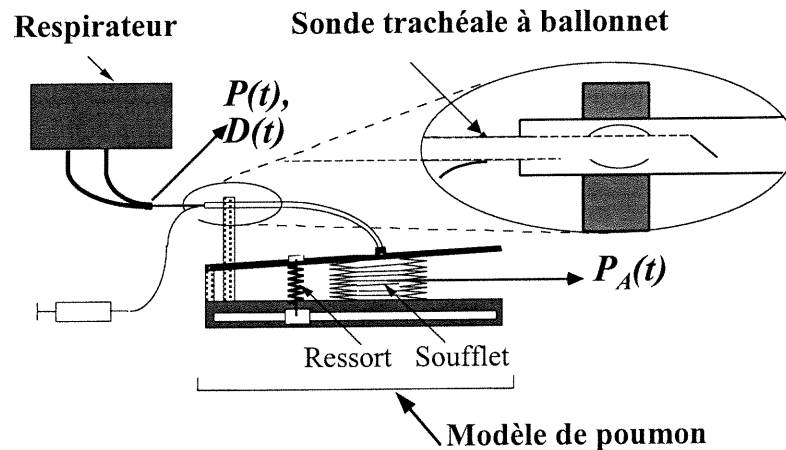 Respirateur
Sonde trachéale à ballonnet
P(t),
D(t)
P_A(t)
Ressort
Soufflet
Modèle de poumon